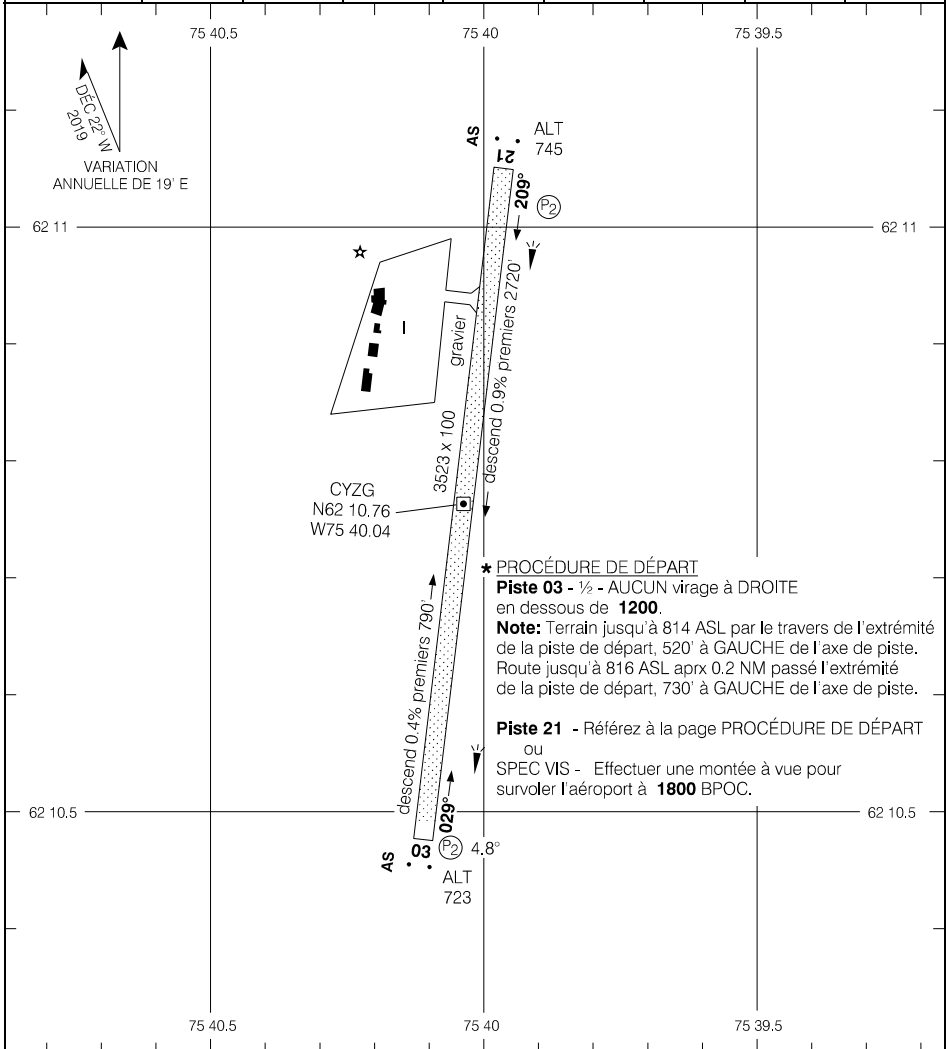 75 40.5
75 40
75 39.5
DÉC 22° W
2019
VARIATION
ANNUELLE DE 19' E
AS
ALT
745
21
209°
P2
62 11
62 11
descend 0.9% premiers 2720'
I
gravier
3523 x 100
CYZG
N62 10.76
W75 40.04
* PROCÉDURE DE DÉPART
Piste 03 - ½ - AUCUN virage à DROITE
en dessous de 1200.
Note: Terrain jusqu'à 814 ASL par le travers de l'extrémité
de la piste de départ, 520' à GAUCHE de l'axe de piste.
Route jusqu'à 816 ASL aprx 0.2 NM passé l'extrémité
de la piste de départ, 730' à GAUCHE de l'axe de piste.
Piste 21 - Référez à la page PROCÉDURE DE DÉPART
ou
SPEC VIS - Effectuer une montée à vue pour
survoler l'aéroport à 1800 BPOC.
descend 0.4% premiers 790'
62 10.5
62 10.5
029°
AS
03
P2 4.8°
ALT
723
75 40.5
75 40
75 39.5